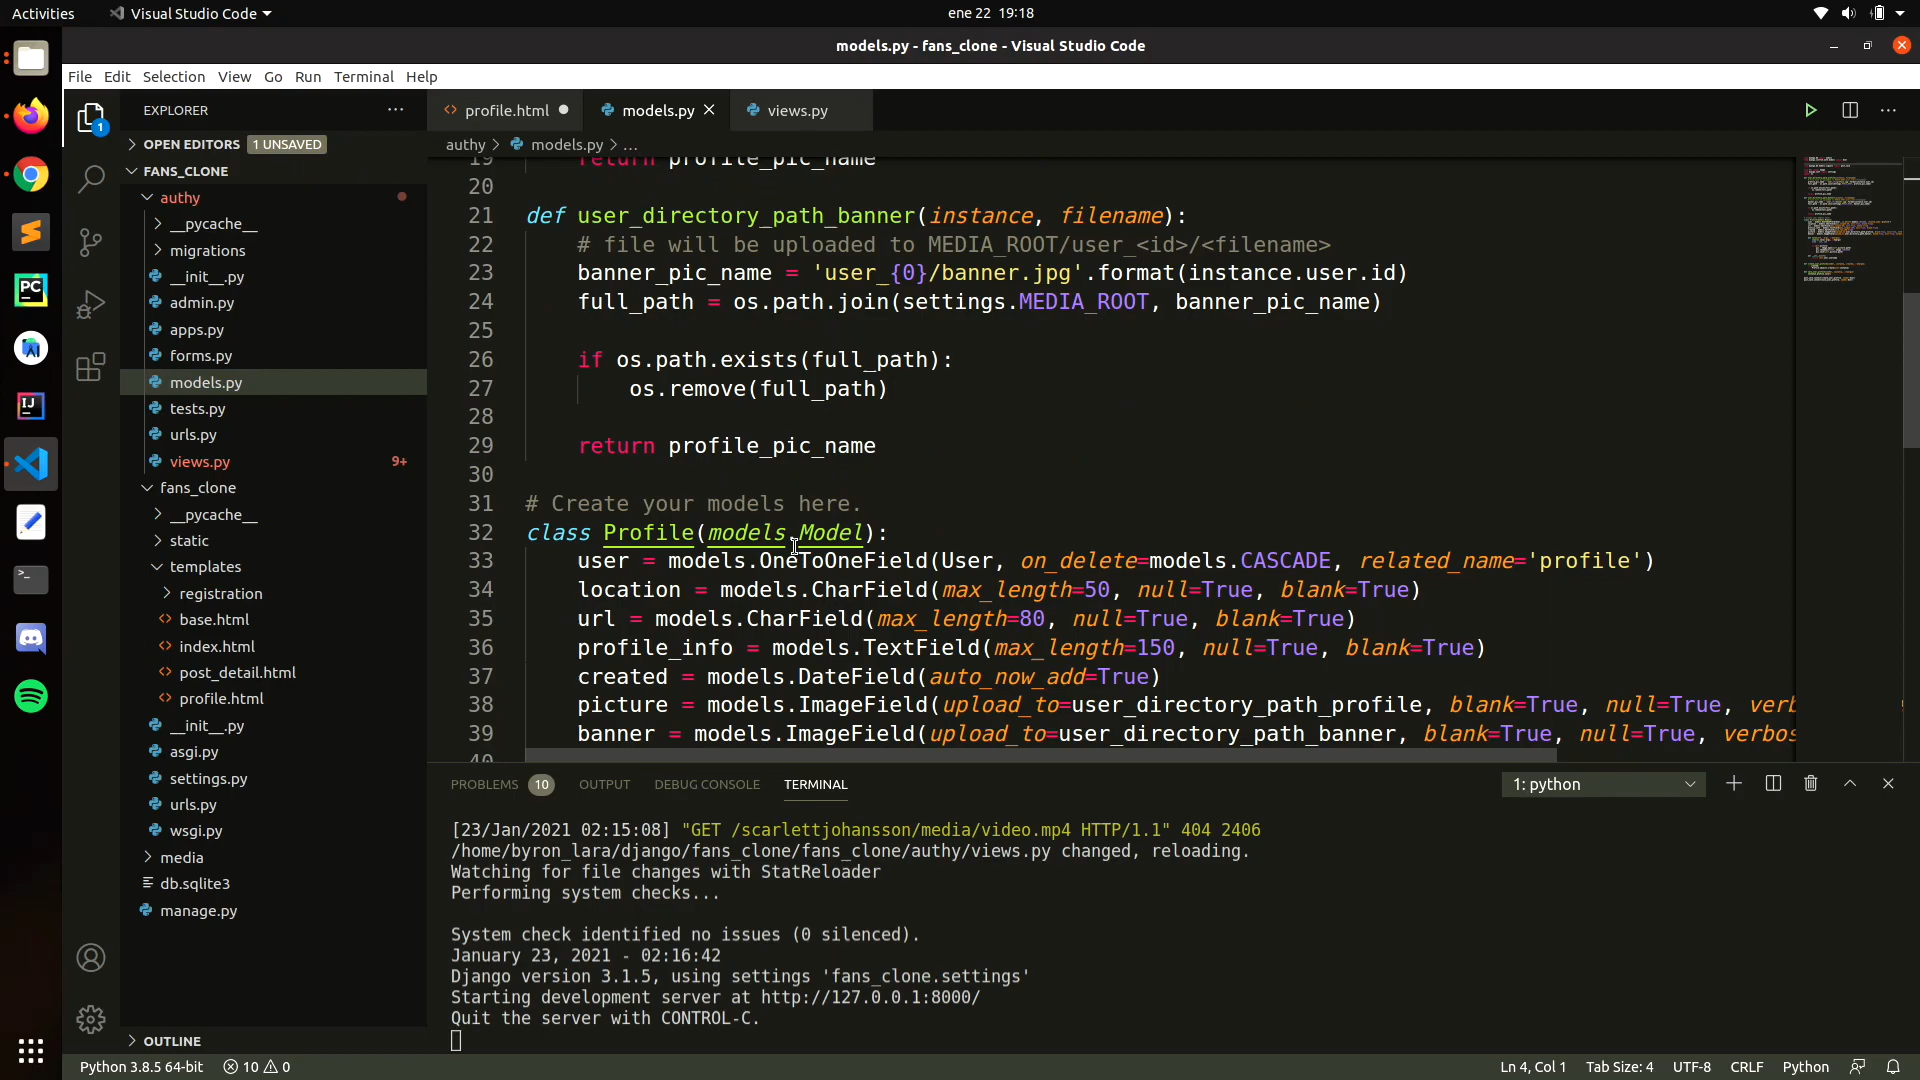 Activities
Visual Studio Code
ene 22 19:18
models.py - fans_clone - Visual Studio Code
File Edit Selection View Go Run Terminal Help
EXPLORER
profile.html
models.py
views.py
OPEN EDITORS 1 UNSAVED
authy > models.py > ...
FANS_CLONE
authy
__pycache__
migrations
__init__.py
admin.py
apps.py
forms.py
models.py
tests.py
urls.py
views.py 9+
fans_clone
__pycache__
static
templates
registration
base.html
index.html
post_detail.html
profile.html
__init__.py
asgi.py
settings.py
urls.py
wsgi.py
media
db.sqlite3
manage.py
OUTLINE
19 return profile_pic_name
20
21 def user_directory_path_banner(instance, filename):
22 # file will be uploaded to MEDIA_ROOT/user_<id>/<filename>
23 banner_pic_name = 'user_{0}/banner.jpg'.format(instance.user.id)
24 full_path = os.path.join(settings.MEDIA_ROOT, banner_pic_name)
25
26 if os.path.exists(full_path):
27 os.remove(full_path)
28
29 return profile_pic_name
30
31 # Create your models here.
32 class Profile(models.Model):
33 user = models.OneToOneField(User, on_delete=models.CASCADE, related_name='profile')
34 location = models.CharField(max_length=50, null=True, blank=True)
35 url = models.CharField(max_length=80, null=True, blank=True)
36 profile_info = models.TextField(max_length=150, null=True, blank=True)
37 created = models.DateField(auto_now_add=True)
38 picture = models.ImageField(upload_to=user_directory_path_profile, blank=True, null=True, verb
39 banner = models.ImageField(upload_to=user_directory_path_banner, blank=True, null=True, verbos
40
PROBLEMS 10 OUTPUT DEBUG CONSOLE TERMINAL
1: python
[23/Jan/2021 02:15:08] "GET /scarlettjohansson/media/video.mp4 HTTP/1.1" 404 2406
/home/byron_lara/django/fans_clone/fans_clone/authy/views.py changed, reloading.
Watching for file changes with StatReloader
Performing system checks...
System check identified no issues (0 silenced).
January 23, 2021 - 02:16:42
Django version 3.1.5, using settings 'fans_clone.settings'
Starting development server at http://127.0.0.1:8000/
Quit the server with CONTROL-C.
Python 3.8.5 64-bit
10
0
Ln 4, Col 1
Tab Size: 4
UTF-8
CRLF
Python